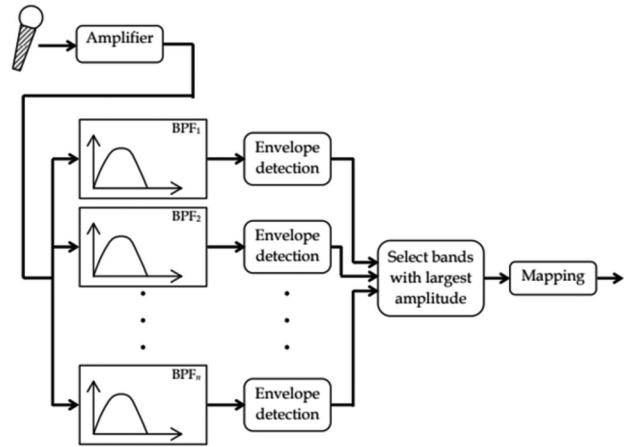 Amplifier
BPF₁
Envelope
detection
BPF₂
Envelope
detection
Select bands
with largest
amplitude
Mapping
BPFₙ
Envelope
detection